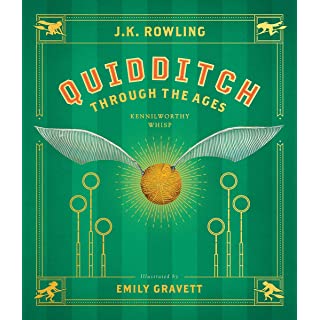 J.K. ROWLING
QUIDDITCH
THROUGH THE AGES
KENNILWORTHY
WHISP
Illustrated by
EMILY GRAVETT